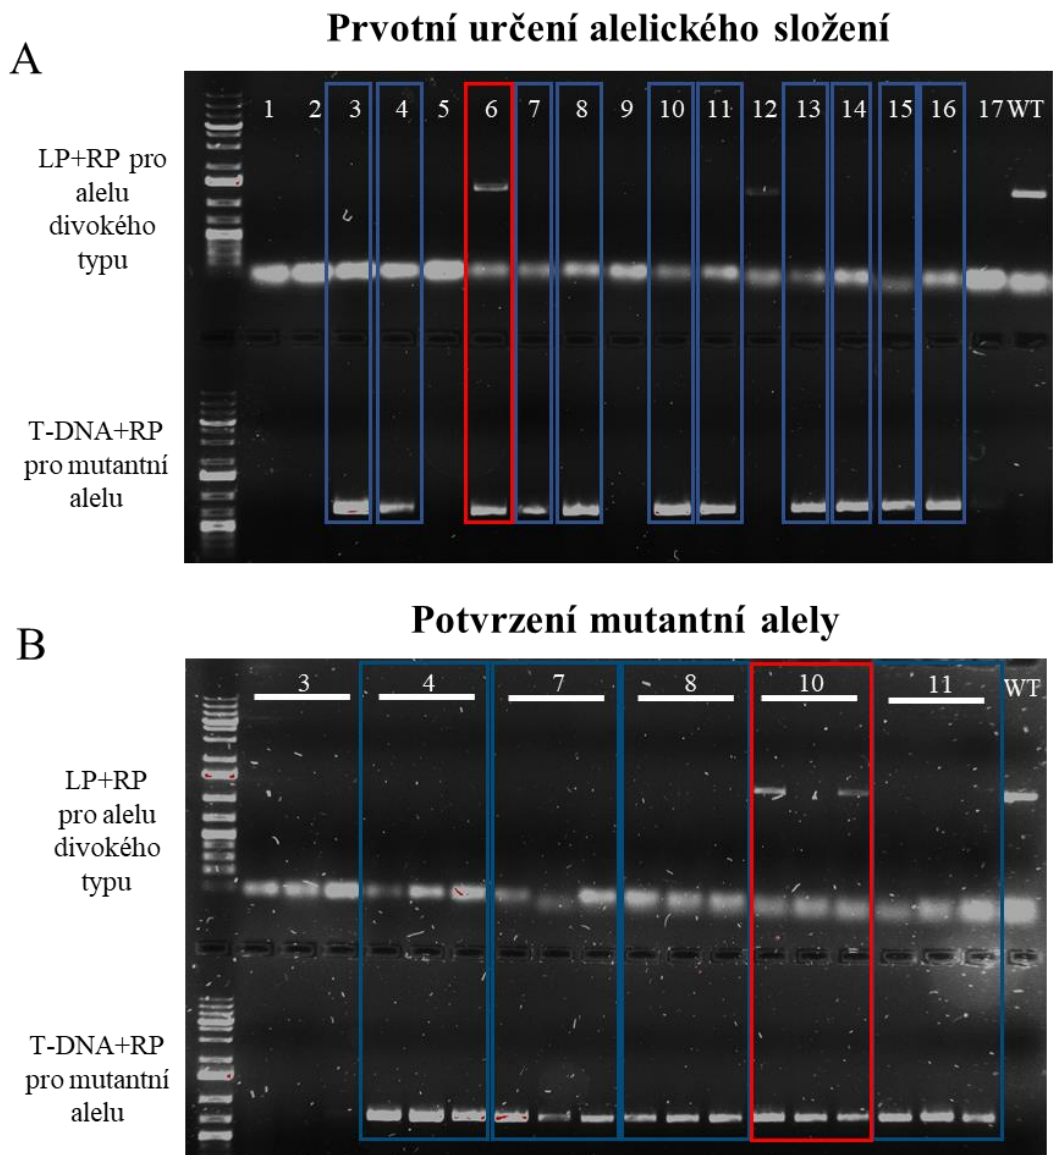 Prvotní určení alelického složení
A
1 2 3 4 5 6 7 8 9 10 11 12 13 14 15 16 17 WT
LP+RP pro
alelu
divokého
typu
T-DNA+RP
pro mutantní
alelu
Potvrzení mutantní alely
B
3 4 7 8 10 11 WT
LP+RP
pro alelu
divokého
typu
T-DNA+RP
pro mutantní
alelu